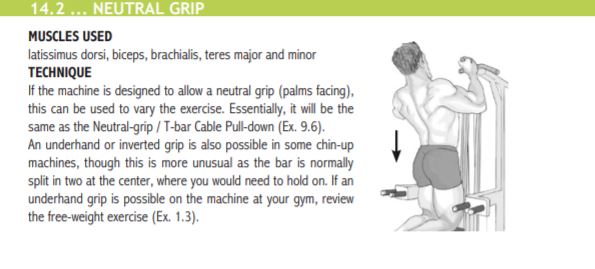 14.2 ... NEUTRAL GRIP
MUSCLES USED
latissimus dorsi, biceps, brachialis, teres major and minor
TECHNIQUE
If the machine is designed to allow a neutral grip (palms facing),
this can be used to vary the exercise. Essentially, it will be the
same as the Neutral-grip / T-bar Cable Pull-down (Ex. 9.6).
An underhand or inverted grip is also possible in some chin-up
machines, though this is more unusual as the bar is normally
split in two at the center, where you would need to hold on. If an
underhand grip is possible on the machine at your gym, review
the free-weight exercise (Ex. 1.3).